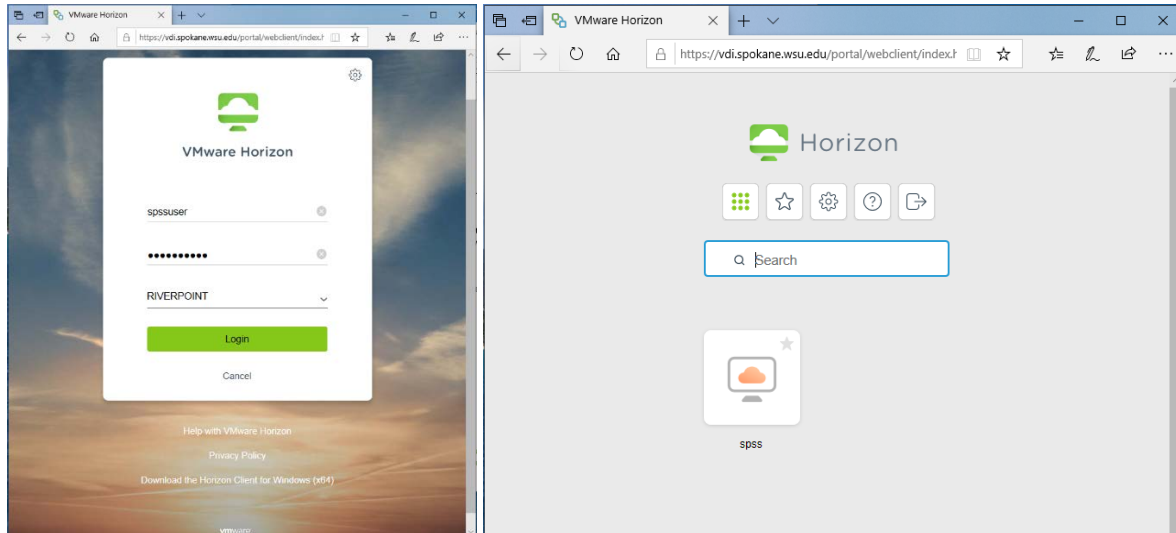 VMware Horizon
https://vdi.spokane.wsu.edu/portal/webclient/index.h
VMware Horizon
spssuser
••••••••••
RIVERPOINT
Login
Cancel
Help with VMware Horizon
Privacy Policy
Download the Horizon Client for Windows (x64)
vmware
VMware Horizon
https://vdi.spokane.wsu.edu/portal/webclient/index.h
Horizon
Search
spss